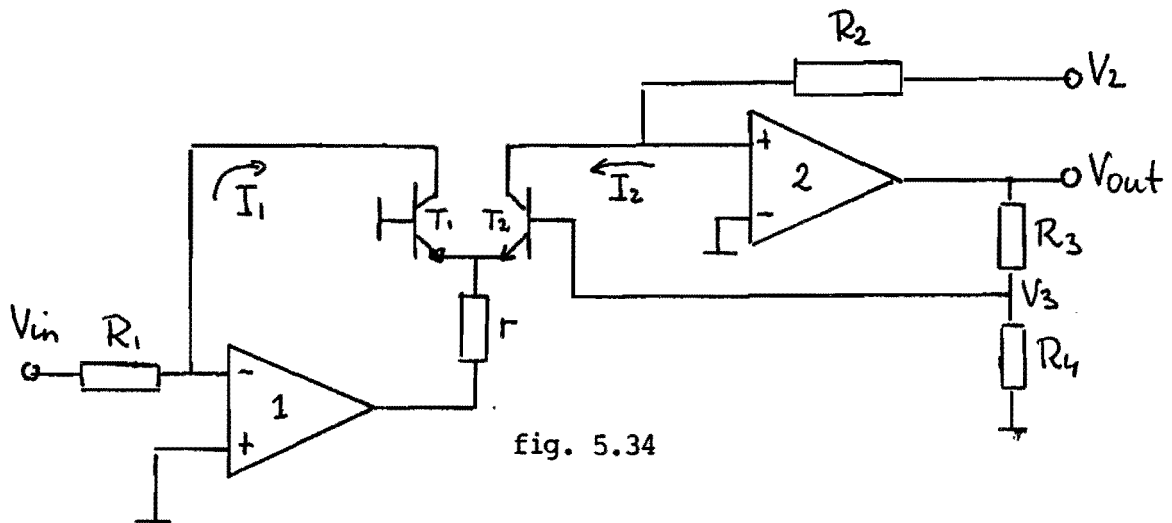 R2
V2
+
2
-
Vout
I1
I2
T1
T2
R3
V3
r
Vin
R1
-
1
+
R4
fig. 5.34